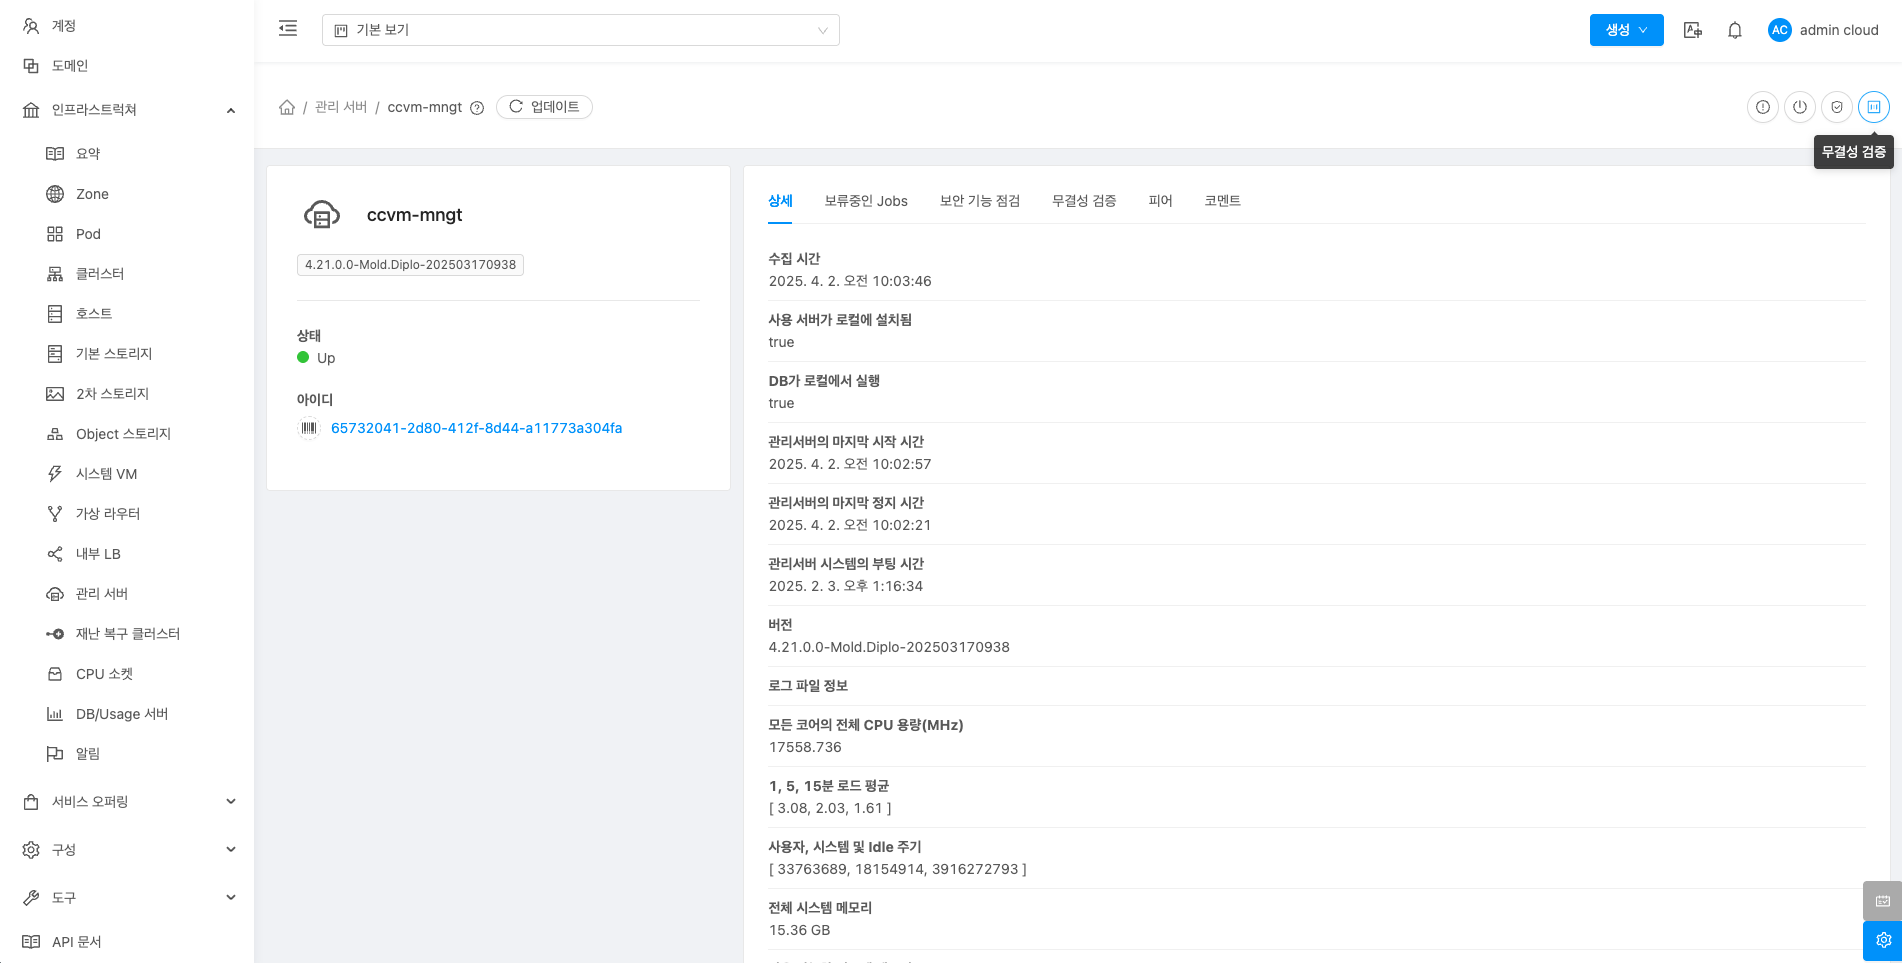 계정
도메인
인프라스트럭쳐
요약
Zone
Pod
클러스터
호스트
기본 스토리지
2차 스토리지
Object 스토리지
시스템 VM
가상 라우터
내부 LB
관리 서버
재난 복구 클러스터
CPU 소켓
DB/Usage 서버
알림
서비스 오퍼링
구성
도구
API 문서
기본 보기
생성
AC admin cloud
/ 관리 서버 / ccvm-mngt 업데이트
무결성 검증
ccvm-mngt
4.21.0.0-Mold.Diplo-202503170938
상태
Up
아이디
65732041-2d80-412f-8d44-a11773a304fa
상세 보류중인 Jobs 보안 기능 점검 무결성 검증 피어 코멘트
수집 시간
2025. 4. 2. 오전 10:03:46
사용 서버가 로컬에 설치됨
true
DB가 로컬에서 실행
true
관리서버의 마지막 시작 시간
2025. 4. 2. 오전 10:02:57
관리서버의 마지막 정지 시간
2025. 4. 2. 오전 10:02:21
관리서버 시스템의 부팅 시간
2025. 2. 3. 오후 1:16:34
버전
4.21.0.0-Mold.Diplo-202503170938
로그 파일 정보
모든 코어의 전체 CPU 용량(MHz)
17558.736
1, 5, 15분 로드 평균
[ 3.08, 2.03, 1.61 ]
사용자, 시스템 및 Idle 주기
[ 33763689, 18154914, 3916272793 ]
전체 시스템 메모리
15.36 GB